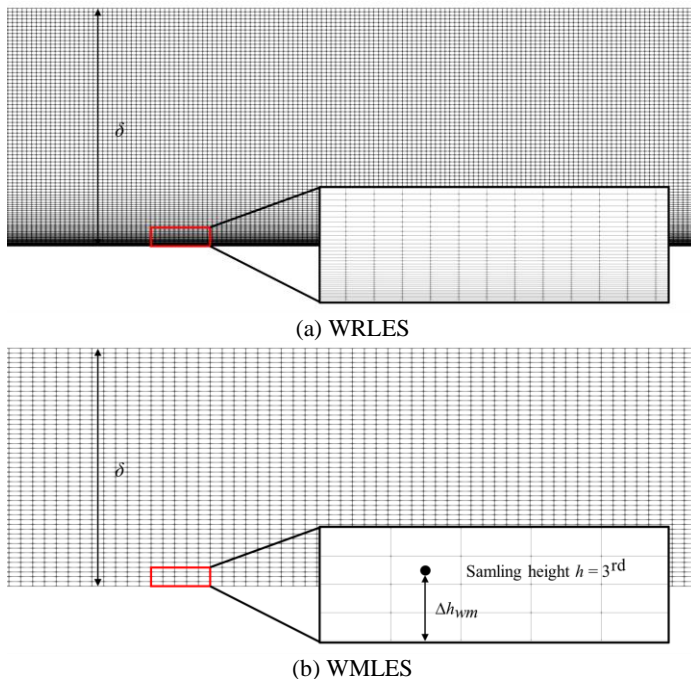 δ
(a) WRLES
δ
Samling height h = 3rd
Δhwm
(b) WMLES